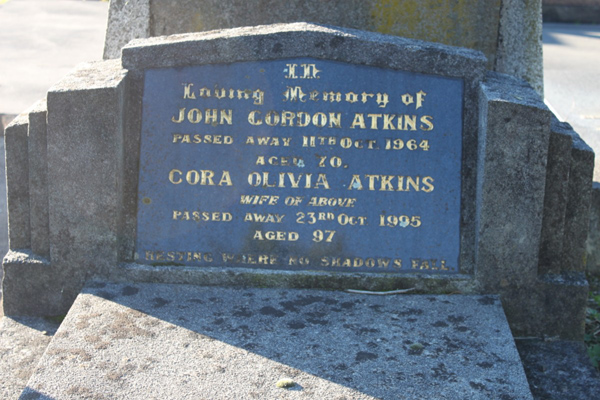 In
Loving Memory of
JOHN GORDON ATKINS
PASSED AWAY 11TH OCT 1964
AGED 70.
CORA OLIVIA ATKINS
WIFE OF ABOVE
PASSED AWAY 23RD OCT 1995
AGED 97
RESTING WHERE NO SHADOWS FALL